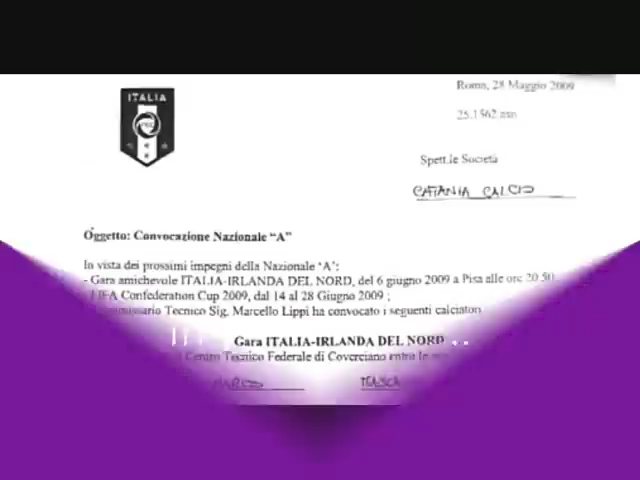 ITALIA
Roma, 28 Maggio 2009
Spett.le Società
CATANIA CALCIO
Oggetto: Convocazione Nazionale "A"
In vista dei prossimi impegni della Nazionale 'A':
- Gara amichevole ITALIA-IRLANDA DEL NORD, del 6 giugno 2009 a Pisa alle ore 20.50
FIFA Confederation Cup 2009, dal 14 al 28 Giugno 2009 ;
Tecnico Sig. Marcello Lippi ha convocato i seguenti calciatori
Gara ITALIA-IRLANDA DEL NORD
Centro Tecnico Federale di Coverciano entro le